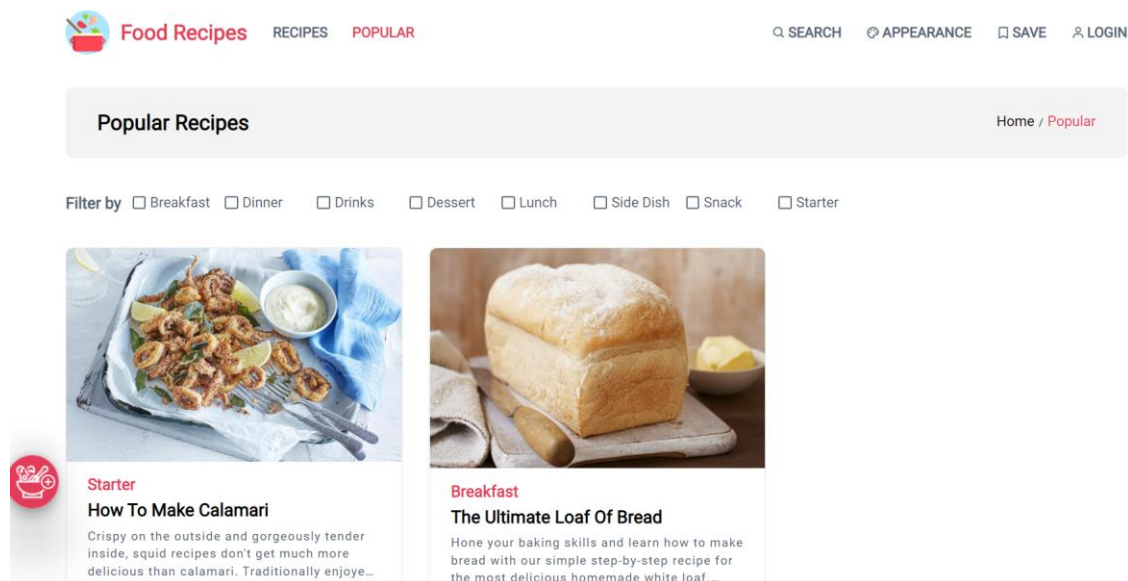 Food Recipes RECIPES POPULAR SEARCH APPEARANCE SAVE LOGIN
Popular Recipes Home / Popular
Filter by Breakfast Dinner Drinks Dessert Lunch Side Dish Snack Starter
Starter
How To Make Calamari
Crispy on the outside and gorgeously tender
inside, squid recipes don't get much more
delicious than calamari. Traditionally enjoye…
Breakfast
The Ultimate Loaf Of Bread
Hone your baking skills and learn how to make
bread with our simple step-by-step recipe for
the most delicious homemade white loaf.…